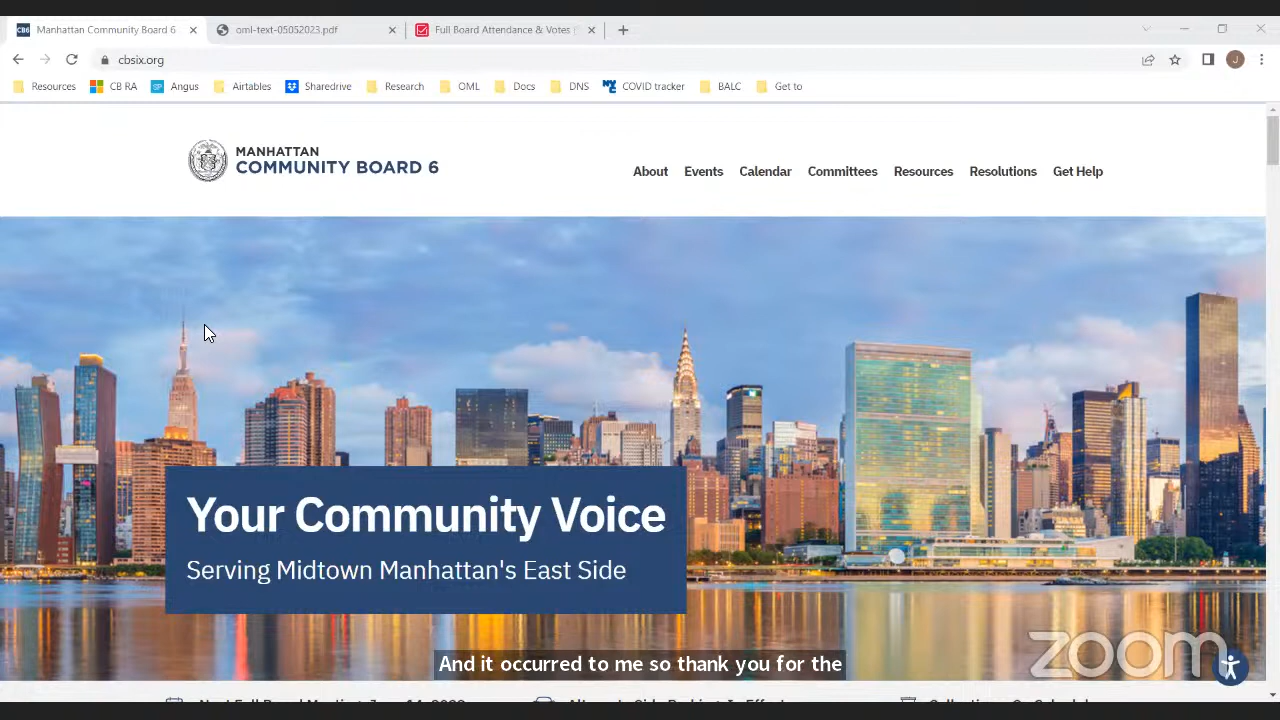 Manhattan Community Board 6
oml-text-05052023.pdf
Full Board Attendance & Votes
cbsix.org
J
Resources CB RA Angus Airtables Sharedrive Research OML Docs DNS COVID tracker BALC Get to
MANHATTAN
COMMUNITY BOARD 6
About Events Calendar Committees Resources Resolutions Get Help
Your Community Voice
Serving Midtown Manhattan's East Side
And it occurred to me so thank you for the
zoom